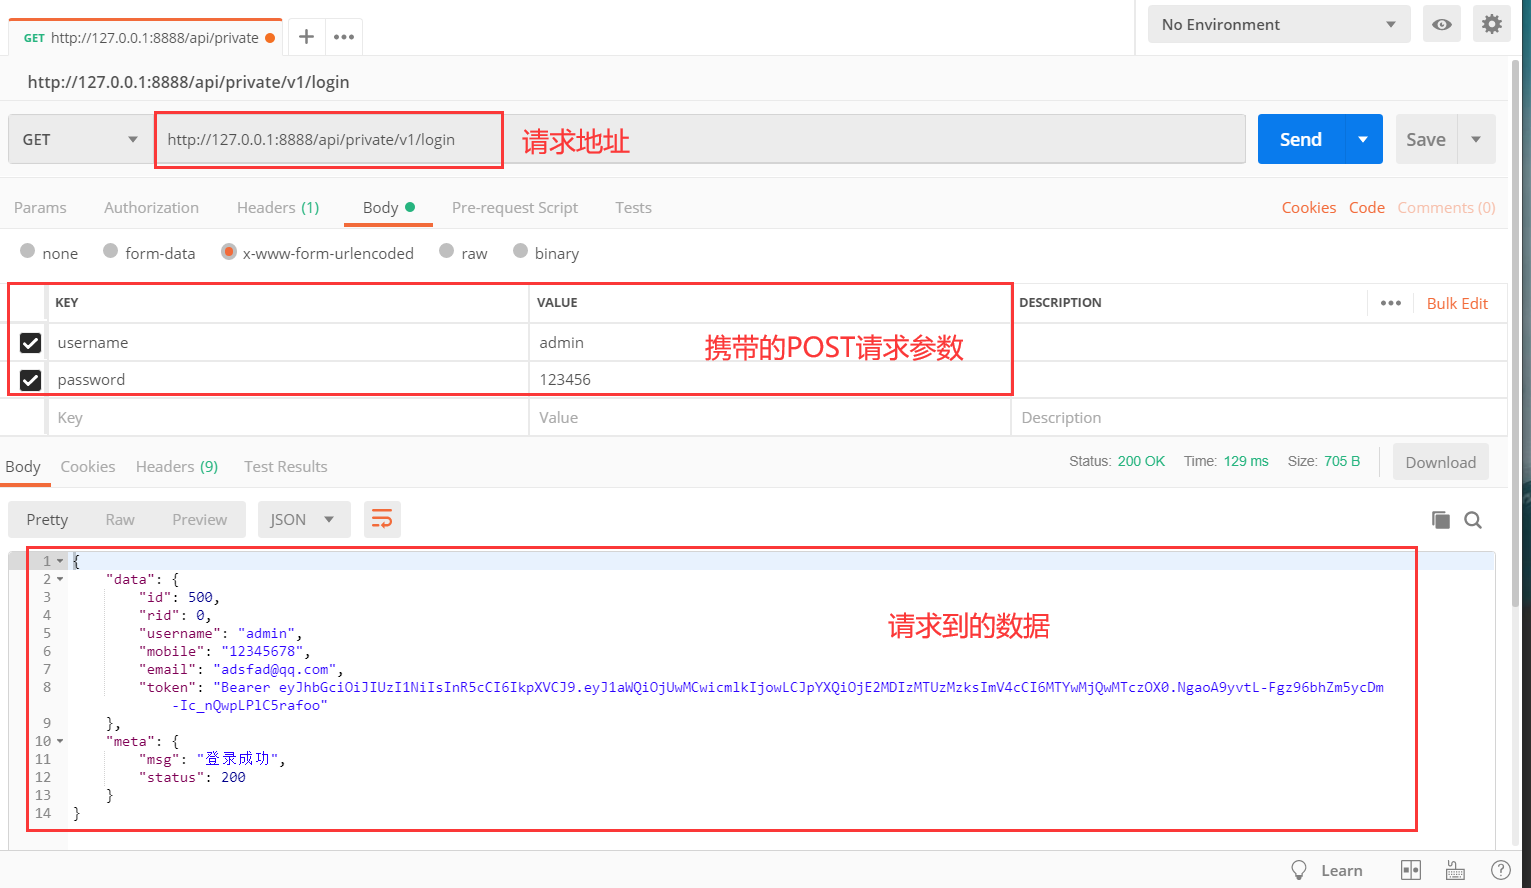 GET http://127.0.0.1:8888/api/private
No Environment
http://127.0.0.1:8888/api/private/v1/login
GET http://127.0.0.1:8888/api/private/v1/login 请求地址 Send Save
Params Authorization Headers (1) Body Pre-request Script Tests Cookies Code Comments (0)
none form-data x-www-form-urlencoded raw binary
KEY VALUE DESCRIPTION Bulk Edit
username admin 携带的POST请求参数
password 123456
Key Value Description
Body Cookies Headers (9) Test Results Status: 200 OK Time: 129 ms Size: 705 B Download
Pretty Raw Preview JSON
1 {
2 "data": {
3 "id": 500,
4 "rid": 0,
5 "username": "admin",
请求到的数据
6 "mobile": "12345678",
7 "email": "adsfad@qq.com",
8 "token": "Bearer eyJhbGciOiJIUzI1NiIsInR5cCI6IkpXVCJ9.eyJ1aWQiOjUwMCwicmlkIjowLCJpYXQiOjE2MDIzMTUzMzksImV4cCI6MTYwMjQwMTczOX0.NgaoA9yvtL-Fgz96bhZm5ycDm
-Ic_nQwpLPlC5rafoo"
9 },
10 "meta": {
11 "msg": "登录成功",
12 "status": 200
13 }
14 }
Learn